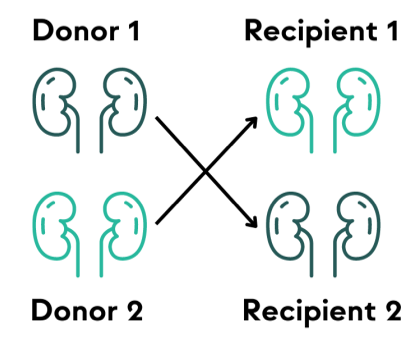 Donor 1
Recipient 1
Donor 2
Recipient 2